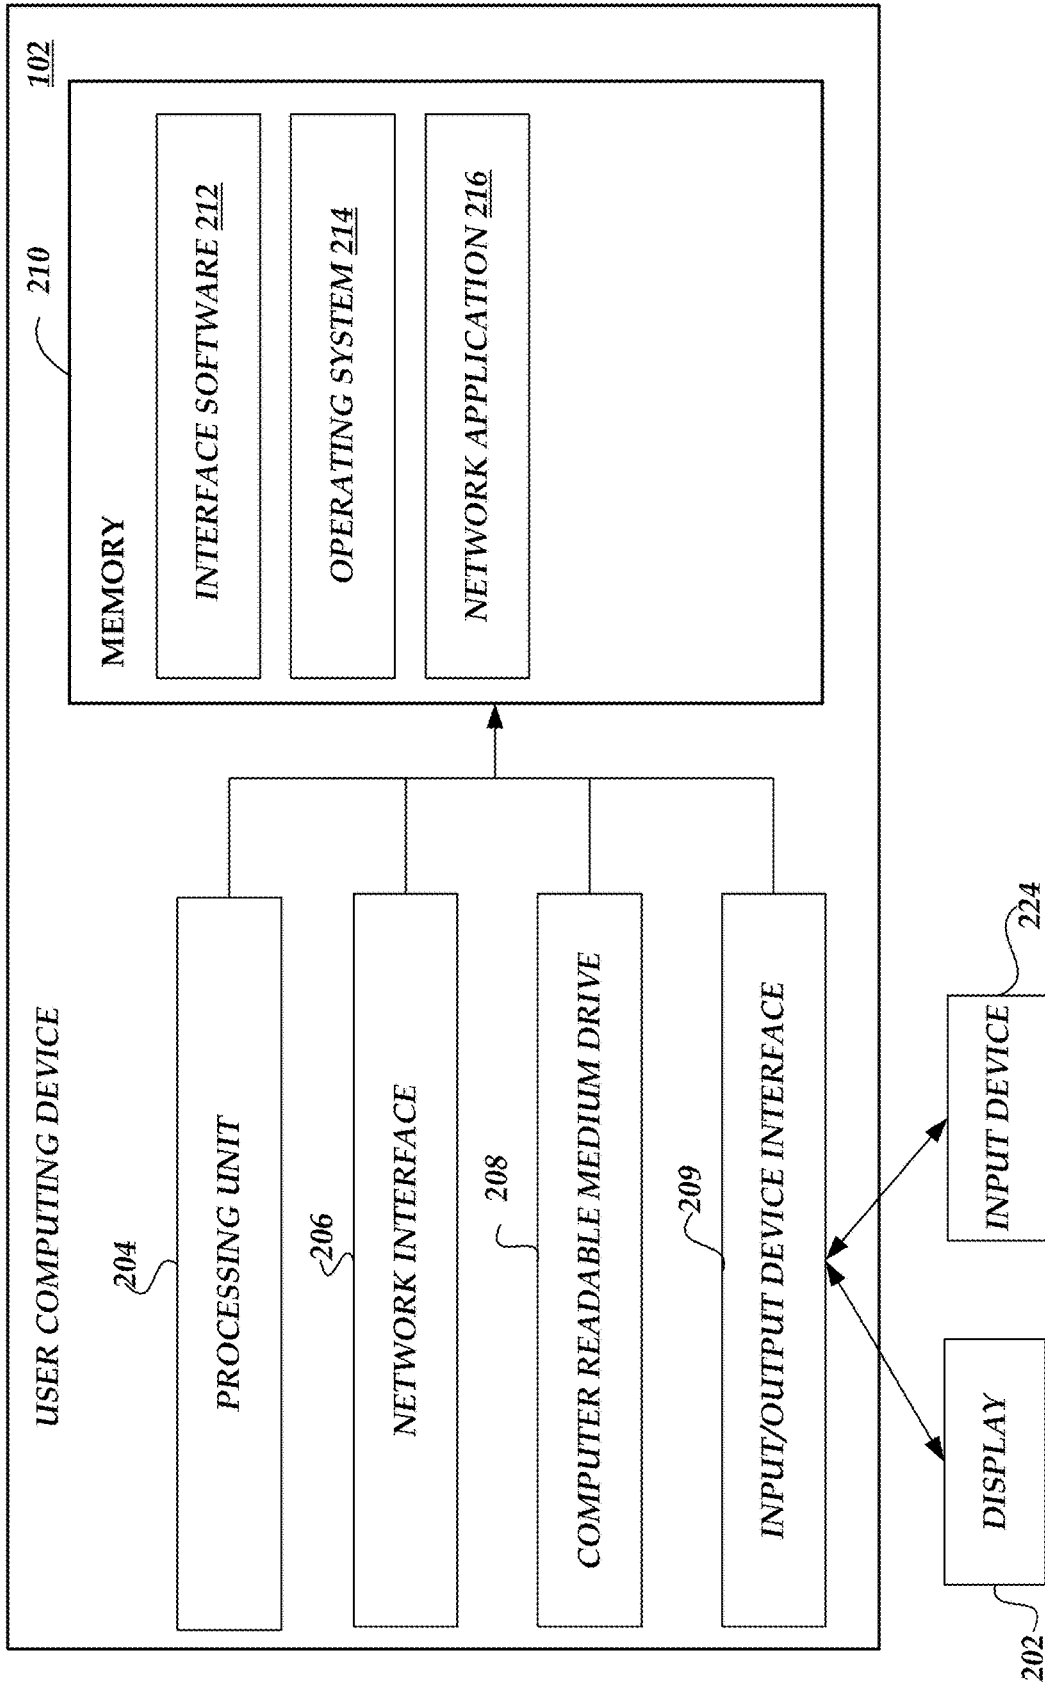 USER COMPUTING DEVICE
102
204
PROCESSING UNIT
206
NETWORK INTERFACE
208
COMPUTER READABLE MEDIUM DRIVE
209
INPUT/OUTPUT DEVICE INTERFACE
210
MEMORY
INTERFACE SOFTWARE 212
OPERATING SYSTEM 214
NETWORK APPLICATION 216
202
DISPLAY
INPUT DEVICE
224